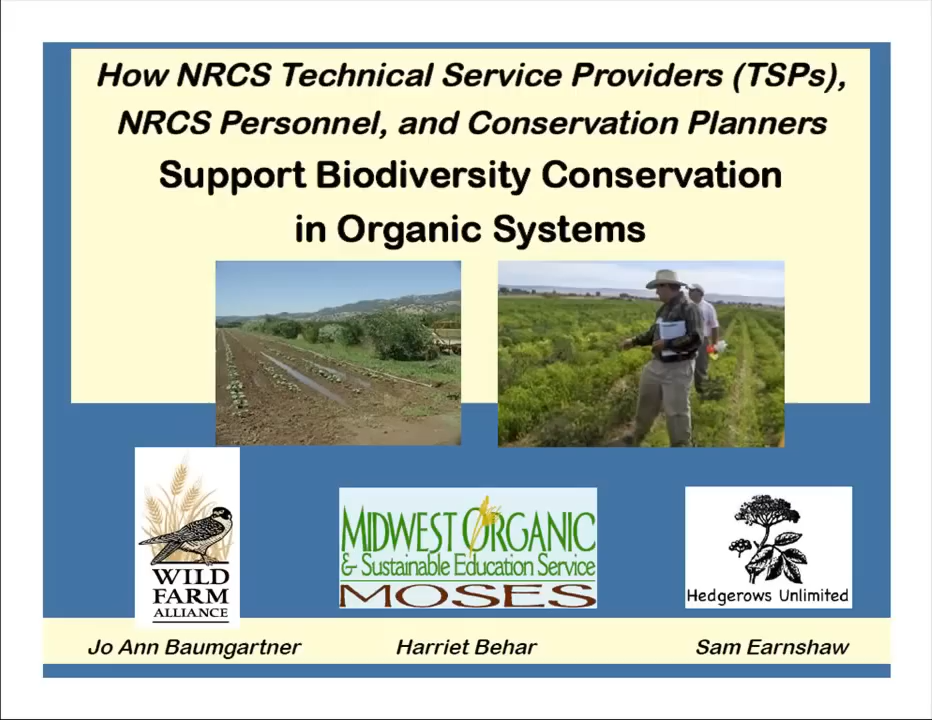 How NRCS Technical Service Providers (TSPs),
NRCS Personnel, and Conservation Planners
Support Biodiversity Conservation
in Organic Systems
WILD
FARM
ALLIANCE
MIDWEST ORGANIC
& Sustainable Education Service
MOSES
Hedgerows Unlimited
Jo Ann Baumgartner
Harriet Behar
Sam Earnshaw